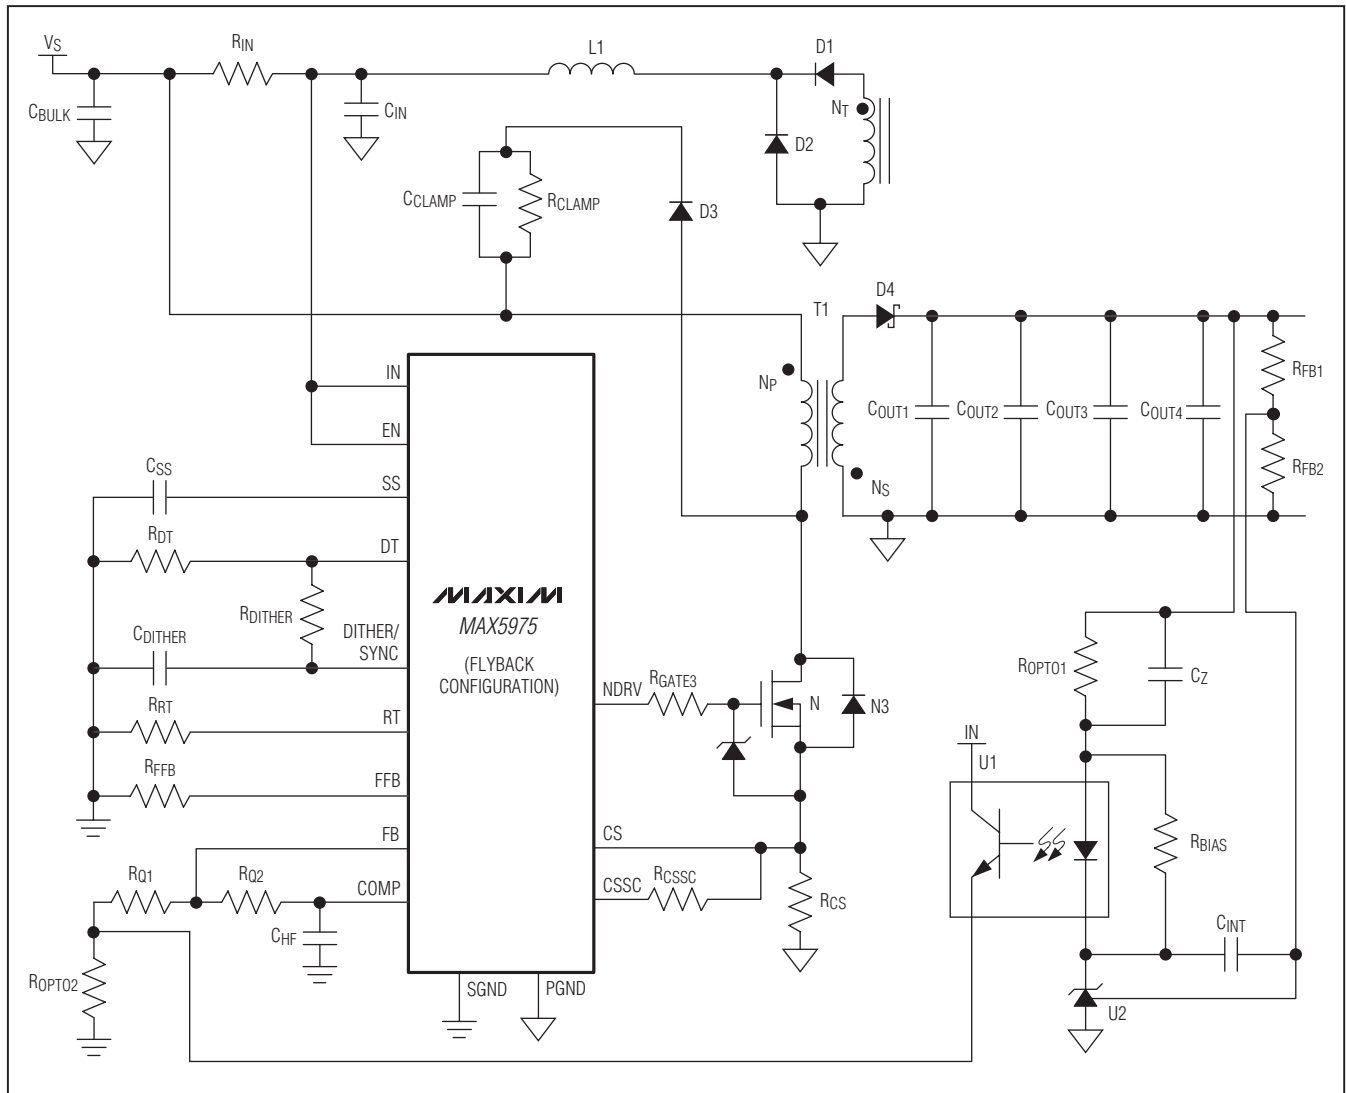 VS
RIN
L1
D1
CBULK
CIN
NT
D2
CCLAMP
RCLAMP
D3
T1
D4
NP
NS
COUT1
COUT2
COUT3
COUT4
RFB1
RFB2
IN
EN
CSS
SS
RDT
DT
RDITHER
CDITHER
DITHER/
SYNC
RRT
RT
RFFB
FFB
FB
RQ1
RQ2
COMP
CHF
ROPTO2
MAXIM
MAX5975
(FLYBACK
CONFIGURATION)
NDRV
RGATE3
N
N3
CS
CSSC
RCSSC
RCS
SGND
PGND
ROPTO1
CZ
IN
U1
RBIAS
CINT
U2